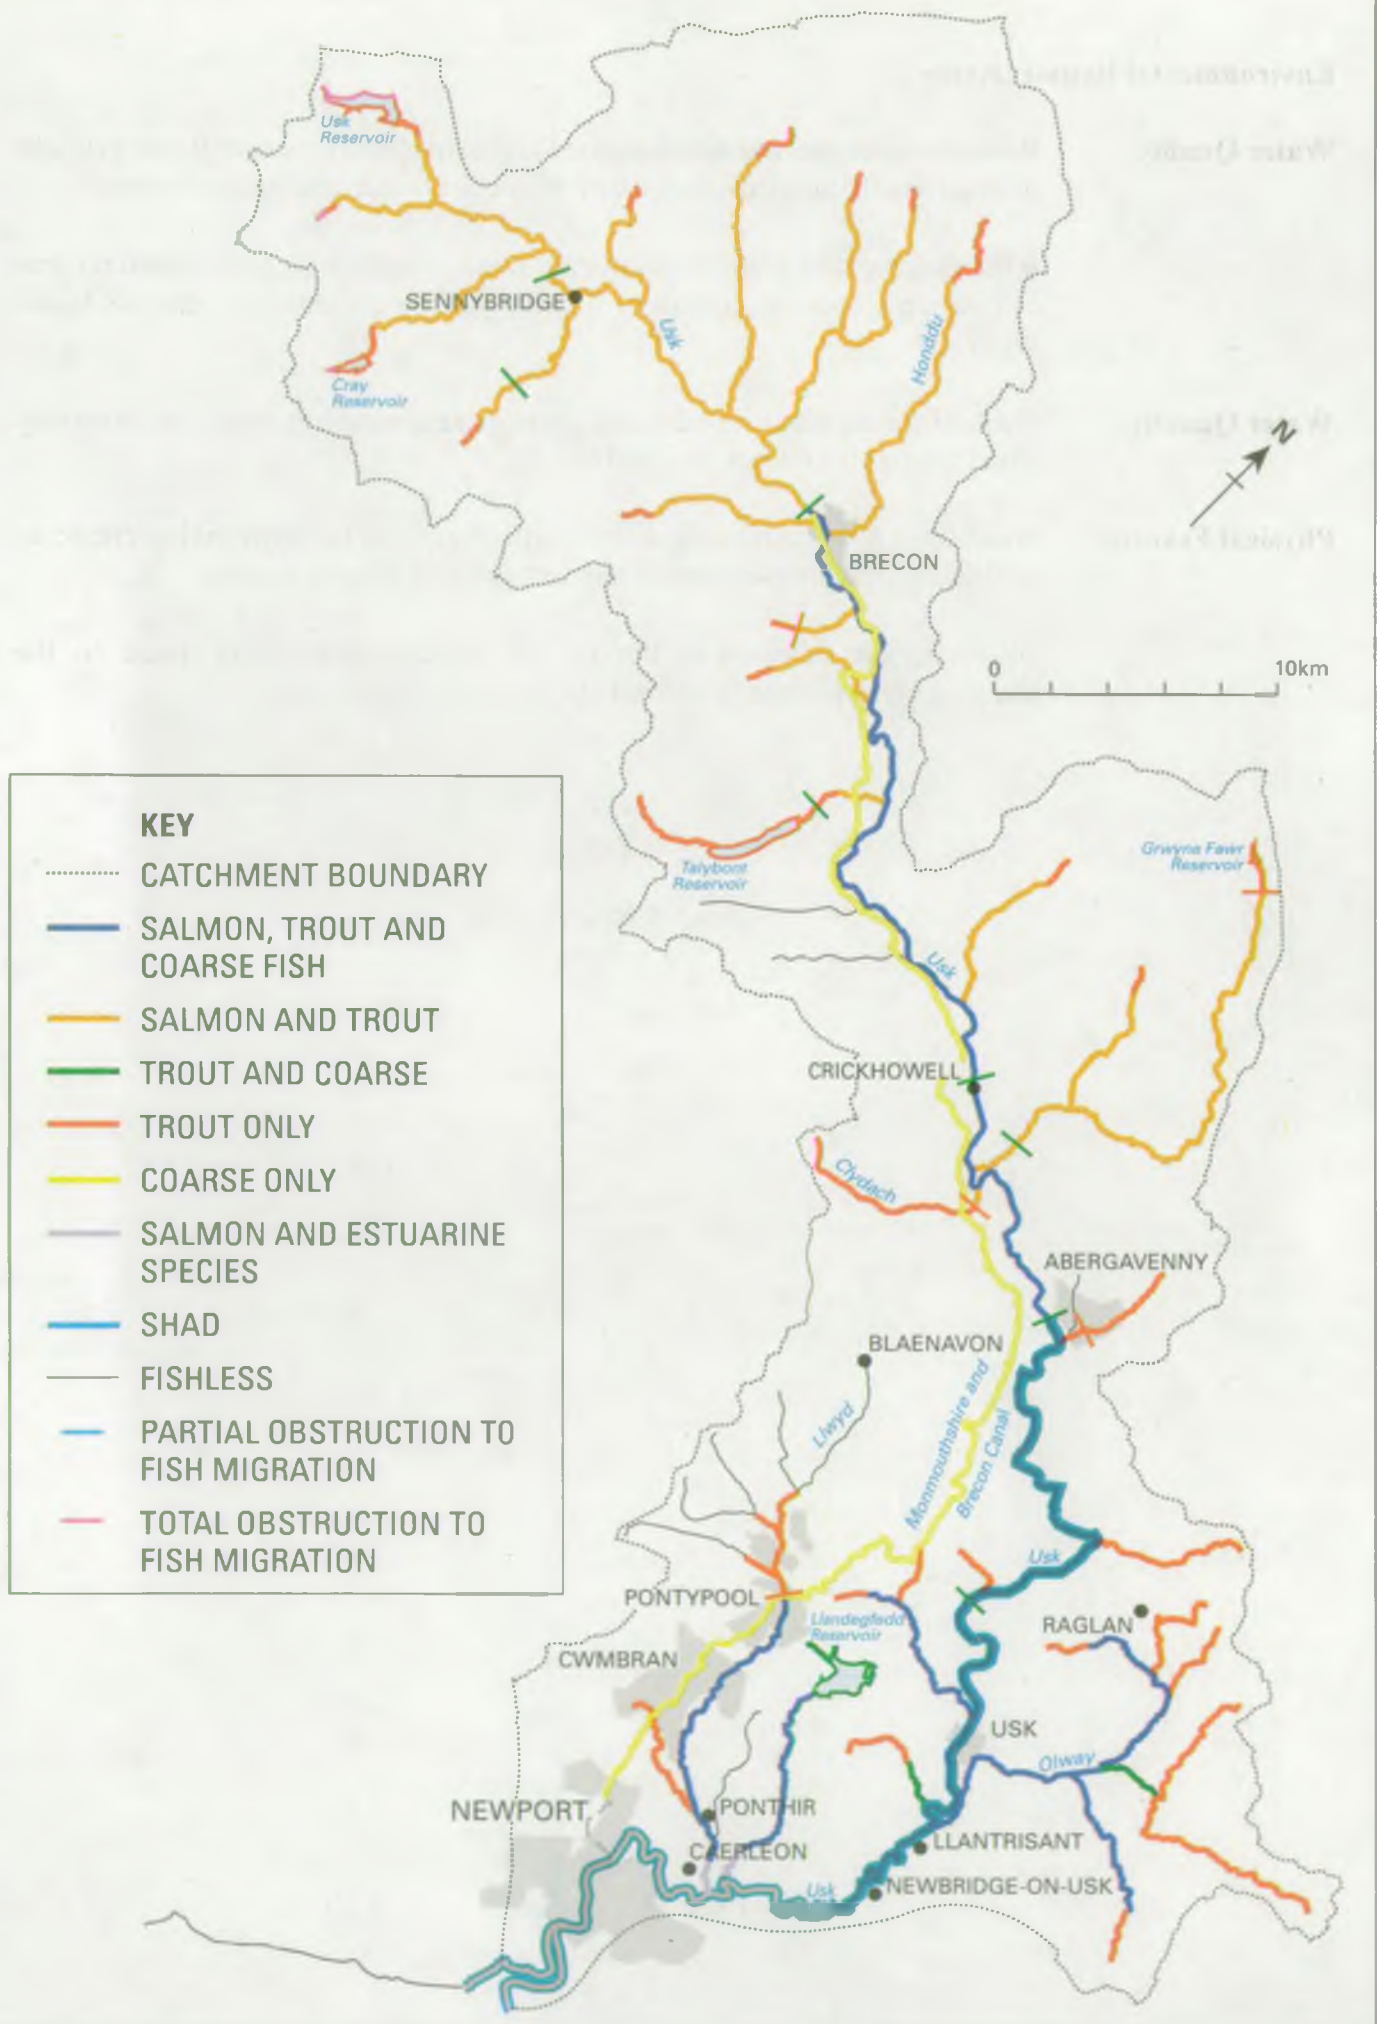 Usk
Reservoir
SENNYBRIDGE
Usk
Honddu
Cray
Reservoir
N
BRECON
0 10km
Talybont
Reservoir
Grwyne Fawr
Reservoir
Usk
CRICKHOWELL
Clydach
ABERGAVENNY
BLAENAVON
Llwyd
Monmouthshire and
Brecon Canal
Usk
PONTYPOOL
Llandegfedd
Reservoir
RAGLAN
CWMBRAN
USK
Olway
NEWPORT
PONTHIR
CAERLEON
LLANTRISANT
Usk
NEWBRIDGE-ON-USK
KEY
CATCHMENT BOUNDARY
SALMON, TROUT AND
COARSE FISH
SALMON AND TROUT
TROUT AND COARSE
TROUT ONLY
COARSE ONLY
SALMON AND ESTUARINE
SPECIES
SHAD
FISHLESS
PARTIAL OBSTRUCTION TO
FISH MIGRATION
TOTAL OBSTRUCTION TO
FISH MIGRATION